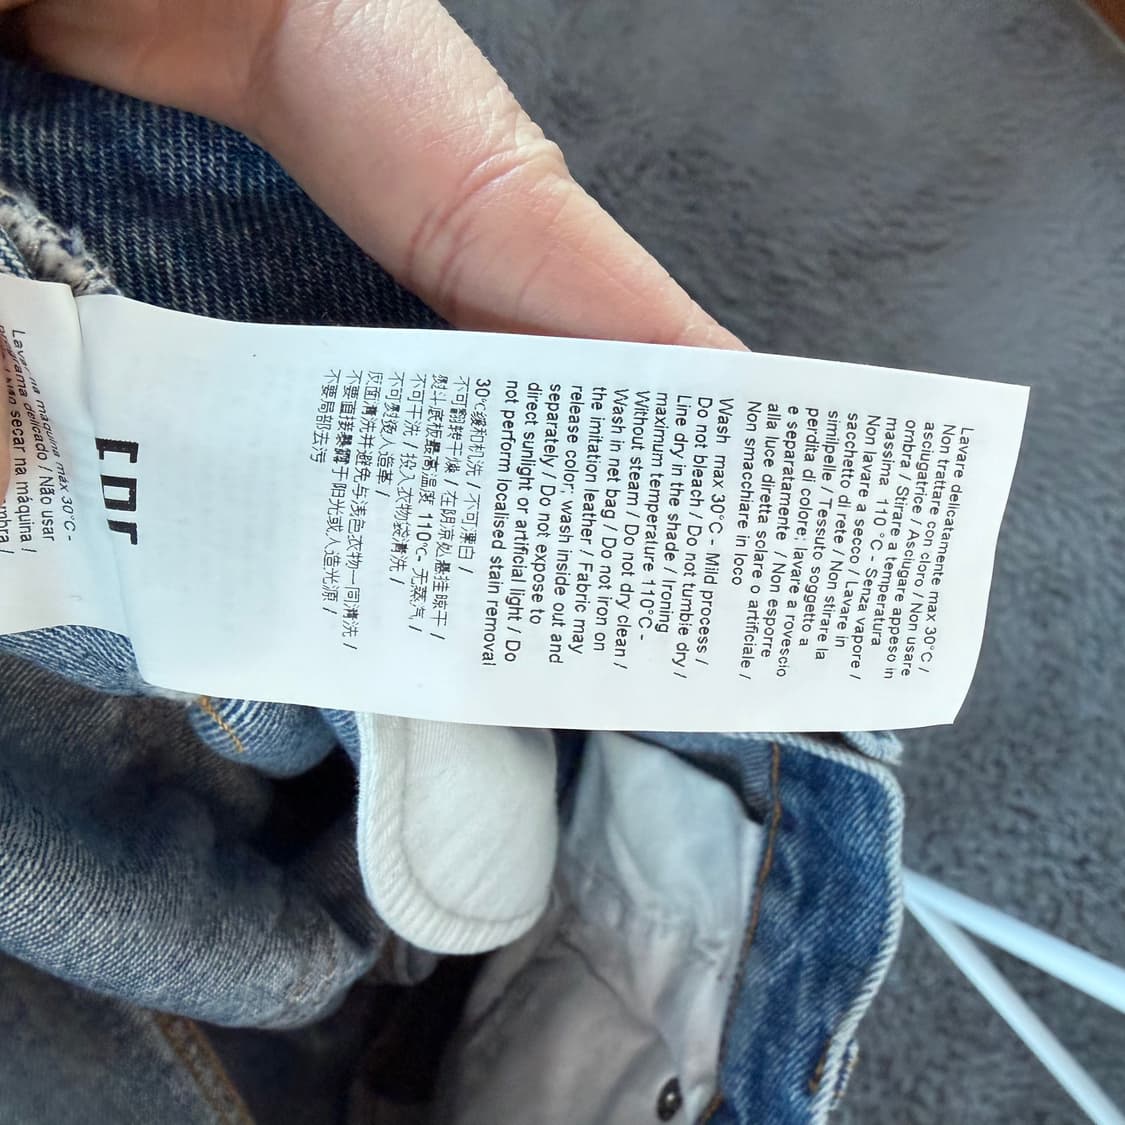 Lavare delicatamente max 30°C /
Non trattare con cloro / Non usare
asciugatrice / Asciugare appeso in
ombra / Stirare a temperatura
massima 110 °C - Senza vapore /
Non lavare a secco / Lavare in
sacchetto di rete / Non stirare la
similpelle / Tessuto soggetto a
perdita di colore: lavare a rovescio
e separatamente / Non esporre
alla luce diretta solare o artificiale /
Non smacchiare in loco
Wash max 30°C - Mild process /
Do not bleach / Do not tumble dry /
Line dry in the shade / Ironing
maximum temperature 110°C -
Without steam / Do not dry clean /
Wash in net bag / Do not iron on
the imitation leather / Fabric may
release color: wash inside out and
separately / Do not expose to
direct sunlight or artificial light / Do
not perform localised stain removal
30°C缓和机洗 / 不可漂白 /
不可翻转干燥 / 在阴凉处悬挂晾干 /
熨斗底板最高温度 110°C- 无蒸汽 /
不可干洗 / 投入衣物袋清洗 /
不可熨烫人造革 /
反面清洗并避免与浅色衣物一同清洗 /
不要直接暴露于阳光或人造光源 /
不要局部去污
Lavar na máquina máx 30°C -
programa delicado / Não usar
secar na máquina /